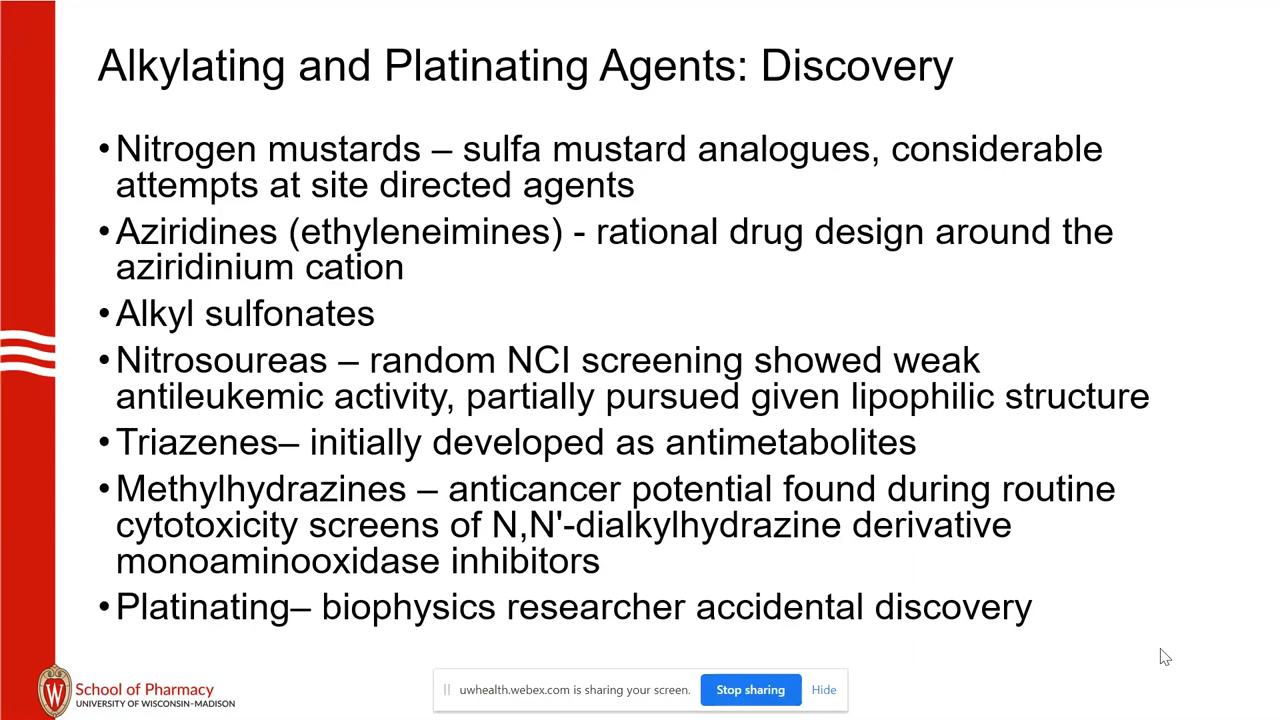 Alkylating and Platinating Agents: Discovery
•Nitrogen mustards – sulfa mustard analogues, considerable
attempts at site directed agents
•Aziridines (ethyleneimines) - rational drug design around the
aziridinium cation
•Alkyl sulfonates
•Nitrosoureas – random NCI screening showed weak
antileukemic activity, partially pursued given lipophilic structure
•Triazenes– initially developed as antimetabolites
•Methylhydrazines – anticancer potential found during routine
cytotoxicity screens of N,N'-dialkylhydrazine derivative
monoaminooxidase inhibitors
•Platinating– biophysics researcher accidental discovery
W
School of Pharmacy
UNIVERSITY OF WISCONSIN–MADISON
uwhealth.webex.com is sharing your screen. Stop sharing Hide